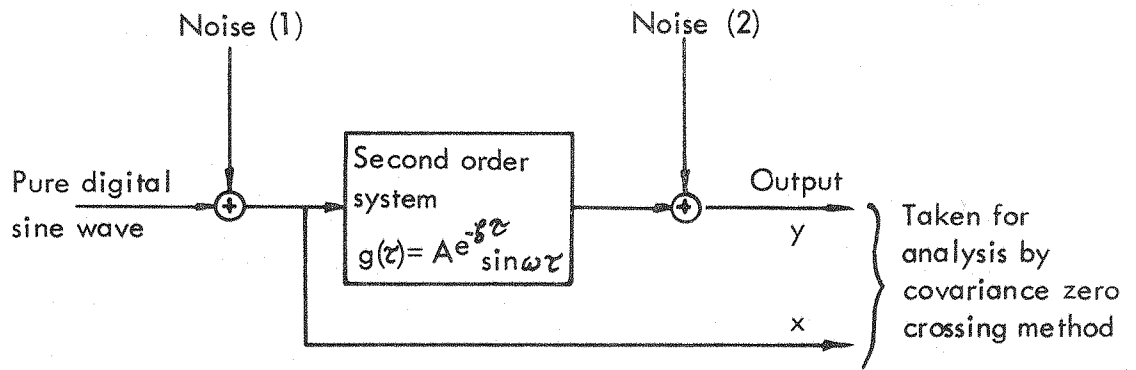 Noise (1)
Noise (2)
Pure digital
sine wave
Second order
system
g(τ)= Ae^-ζτ sinωτ
Output
y
x
Taken for
analysis by
covariance zero
crossing method